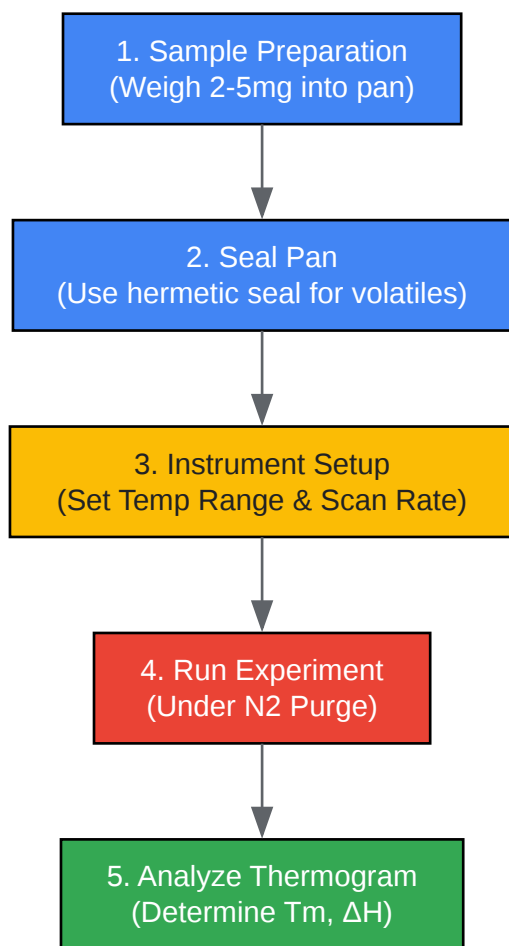 1. Sample Preparation
(Weigh 2-5mg into pan)
2. Seal Pan
(Use hermetic seal for volatiles)
3. Instrument Setup
(Set Temp Range & Scan Rate)
4. Run Experiment
(Under N2 Purge)
5. Analyze Thermogram
(Determine Tm, ΔH)